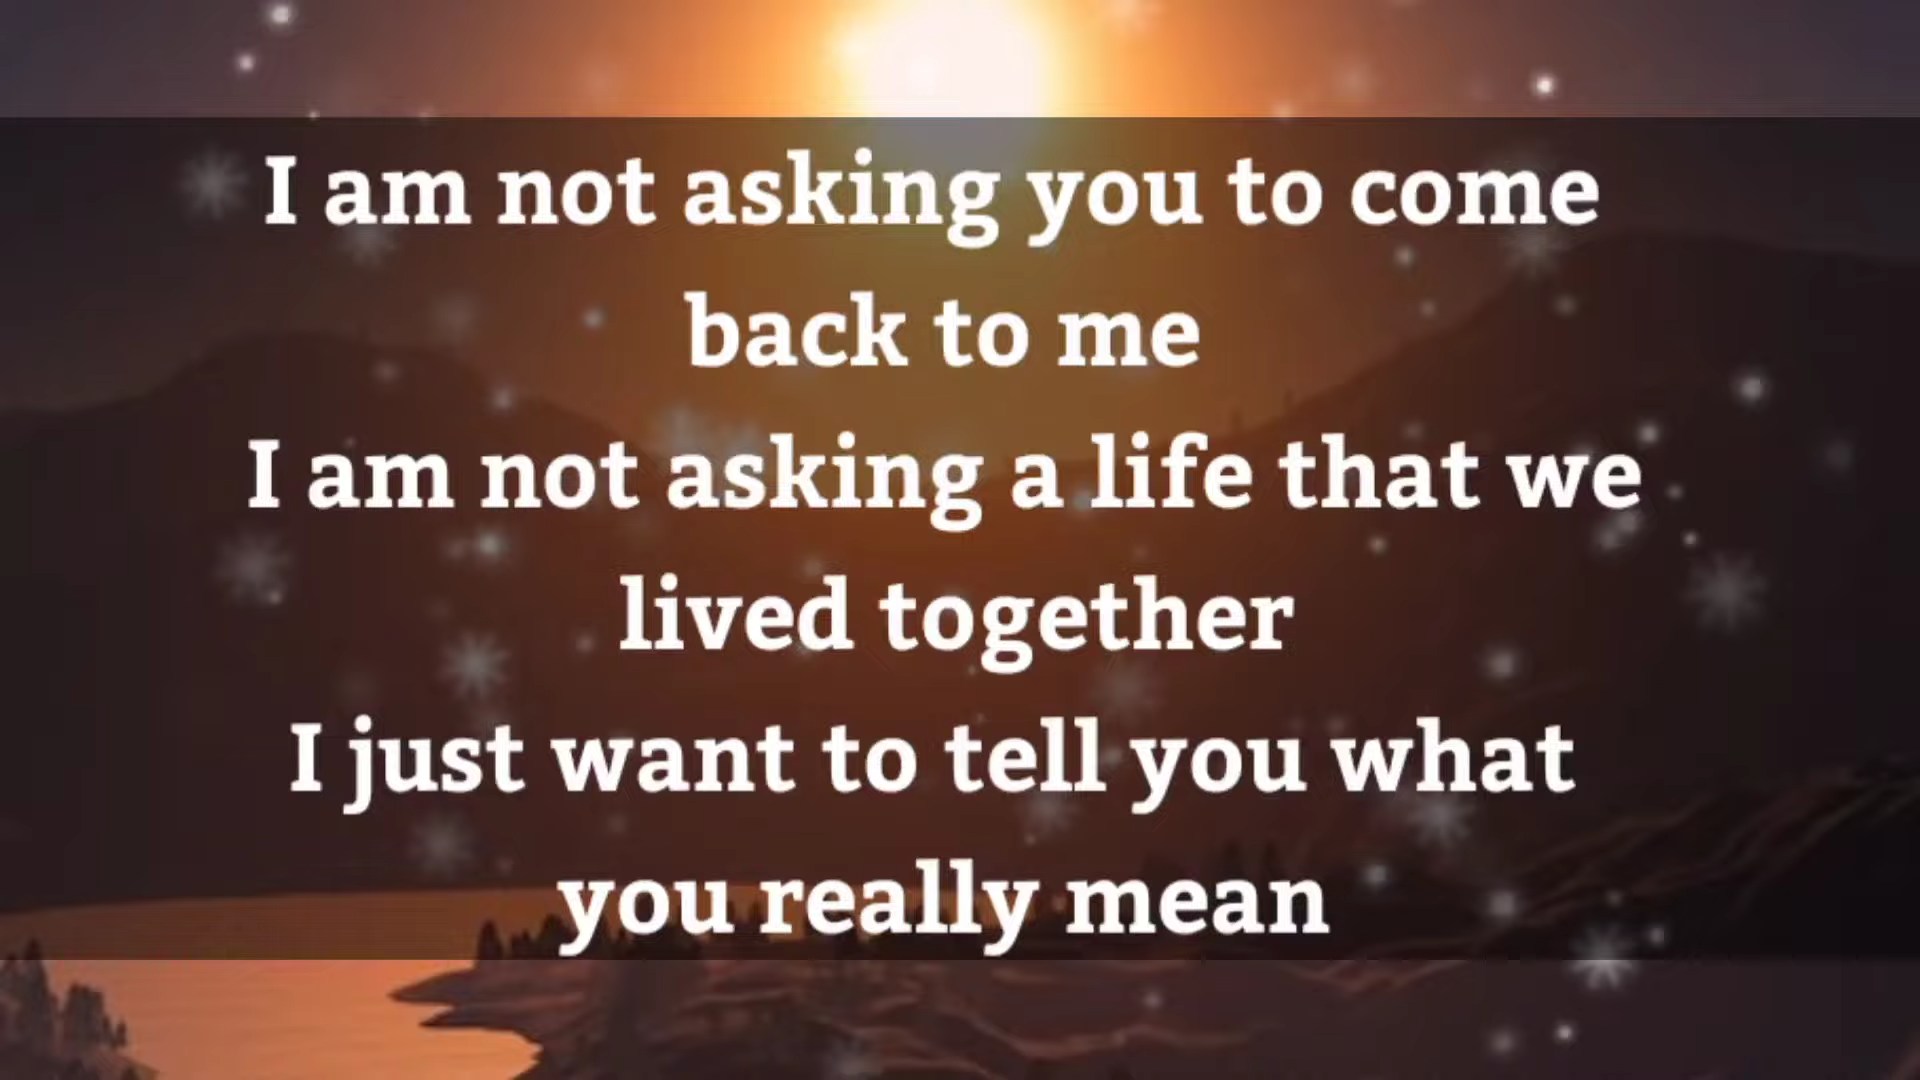 I am not asking you to come
back to me
I am not asking a life that we
lived together
I just want to tell you what
you really mean